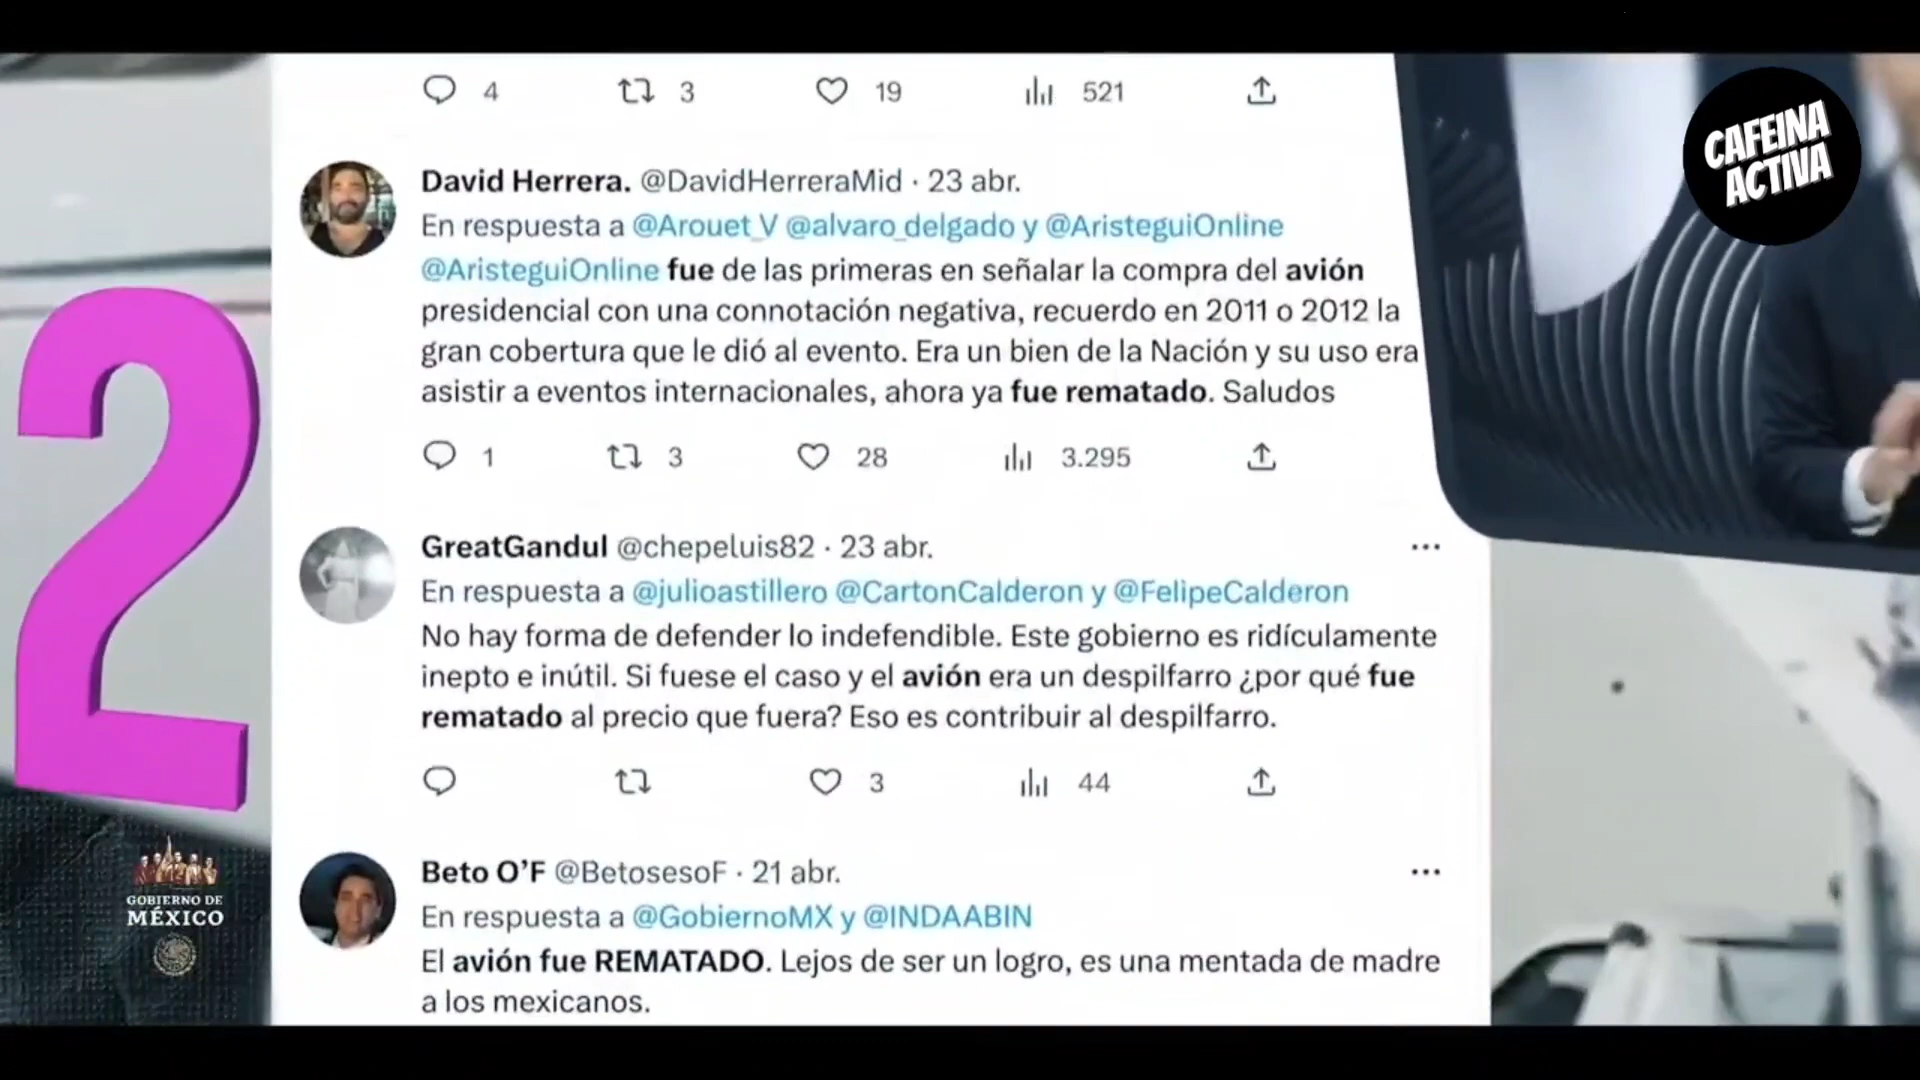 4 3 19 521
CAFEINA
ACTIVA
David Herrera. @DavidHerreraMid · 23 abr.
En respuesta a @Arouet_V @alvaro_delgado y @AristeguiOnline
@AristeguiOnline fue de las primeras en señalar la compra del avión
presidencial con una connotación negativa, recuerdo en 2011 o 2012 la
gran cobertura que le dió al evento. Era un bien de la Nación y su uso era
asistir a eventos internacionales, ahora ya fue rematado. Saludos
1 3 28 3.295
2
GreatGandul @chepeluis82 · 23 abr.
En respuesta a @julioastillero @CartonCalderon y @FelipeCalderon
No hay forma de defender lo indefendible. Este gobierno es ridículamente
inepto e inútil. Si fuese el caso y el avión era un despilfarro ¿por qué fue
rematado al precio que fuera? Eso es contribuir al despilfarro.
3 44
Beto O'F @BetosesoF · 21 abr.
En respuesta a @GobiernoMX y @INDAABIN
El avión fue REMATADO. Lejos de ser un logro, es una mentada de madre
a los mexicanos.
GOBIERNO DE
MÉXICO